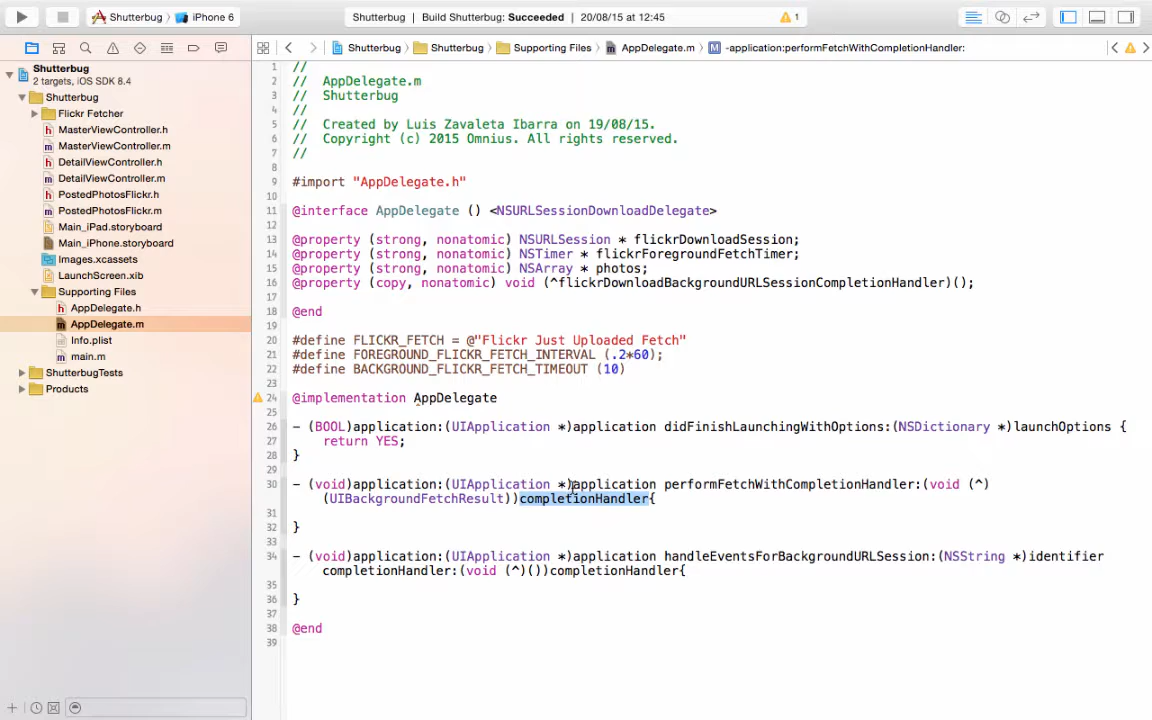 Shutterbug iPhone 6
Shutterbug | Build Shutterbug: Succeeded | 20/08/15 at 12:45
1
Shutterbug Shutterbug Supporting Files AppDelegate.m -application:performFetchWithCompletionHandler:
Shutterbug
2 targets, iOS SDK 8.4
Shutterbug
Flickr Fetcher
MasterViewController.h
MasterViewController.m
DetailViewController.h
DetailViewController.m
PostedPhotosFlickr.h
PostedPhotosFlickr.m
Main_iPad.storyboard
Main_iPhone.storyboard
Images.xcassets
LaunchScreen.xib
Supporting Files
AppDelegate.h
AppDelegate.m
Info.plist
main.m
ShutterbugTests
Products
1 //
2 //  AppDelegate.m
3 //  Shutterbug
4 //
5 //  Created by Luis Zavaleta Ibarra on 19/08/15.
6 //  Copyright (c) 2015 Omnius. All rights reserved.
7 //
8
9 #import "AppDelegate.h"
10
11 @interface AppDelegate () <NSURLSessionDownloadDelegate>
12
13 @property (strong, nonatomic) NSURLSession * flickrDownloadSession;
14 @property (strong, nonatomic) NSTimer * flickrForegroundFetchTimer;
15 @property (strong, nonatomic) NSArray * photos;
16 @property (copy, nonatomic) void (^flickrDownloadBackgroundURLSessionCompletionHandler)();
17
18 @end
19
20 #define FLICKR_FETCH = @"Flickr Just Uploaded Fetch"
21 #define FOREGROUND_FLICKR_FETCH_INTERVAL (.2*60);
22 #define BACKGROUND_FLICKR_FETCH_TIMEOUT (10)
23
24 @implementation AppDelegate
25
26 - (BOOL)application:(UIApplication *)application didFinishLaunchingWithOptions:(NSDictionary *)launchOptions {
27 return YES;
28 }
29
30 - (void)application:(UIApplication *)application performFetchWithCompletionHandler:(void (^)
(UIBackgroundFetchResult))completionHandler{
31
32 }
33
34 - (void)application:(UIApplication *)application handleEventsForBackgroundURLSession:(NSString *)identifier
completionHandler:(void (^)())completionHandler{
35
36 }
37
38 @end
39